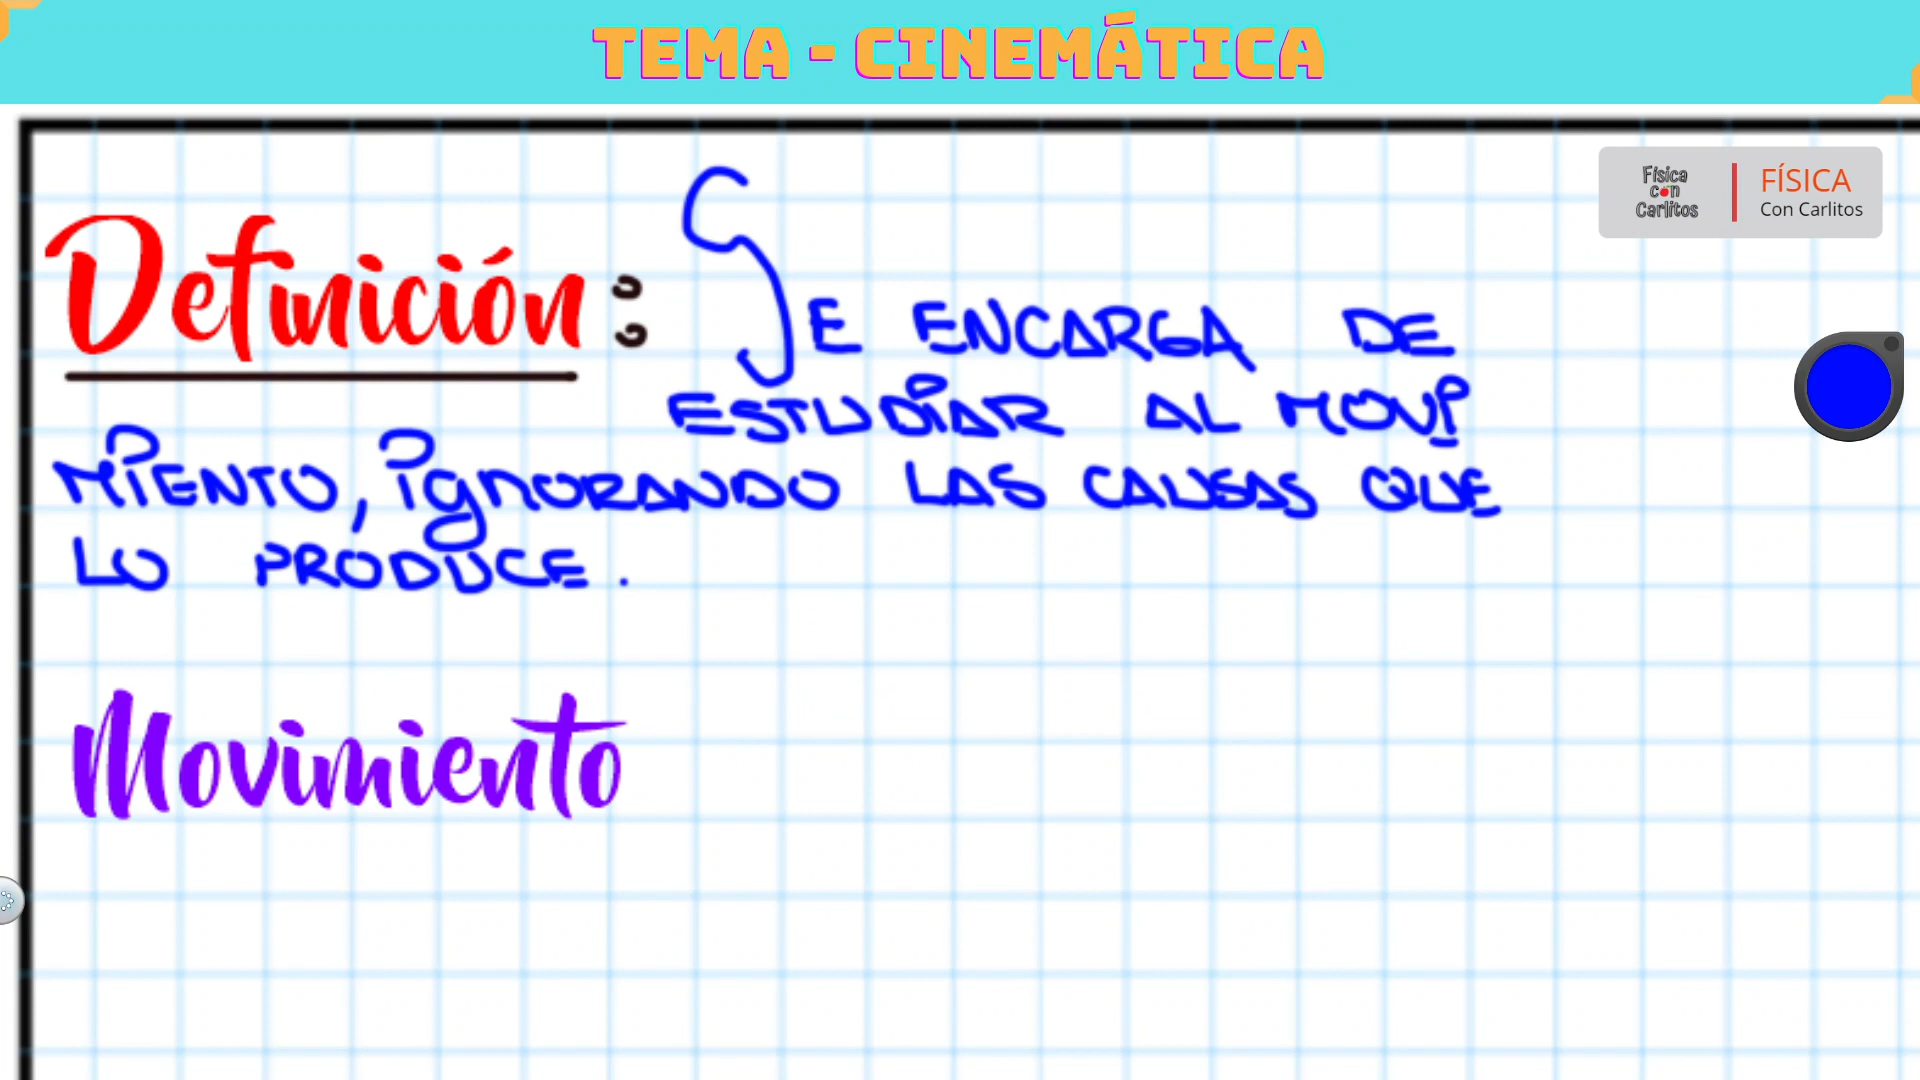 TEMA - CINEMÁTICA
Física
con
Carlitos
FÍSICA
Con Carlitos
Definición :
SE ENCARGA DE
ESTUDIAR AL MOVI
MIENTO, IGNORANDO LAS CAUSAS QUE
LO PRODUCE.
Movimiento